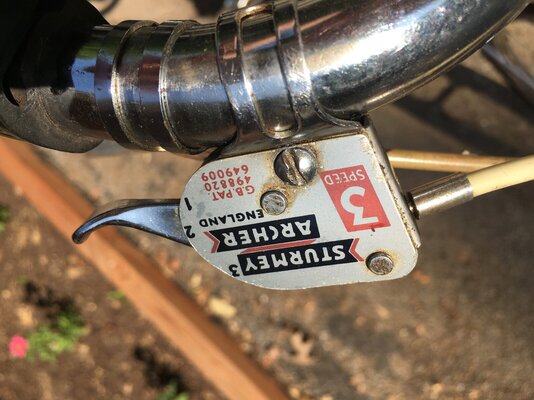 STURMEY
ARCHER
ENGLAND
3
SPEED
G.B.PAT
498820
649009
3
2
1